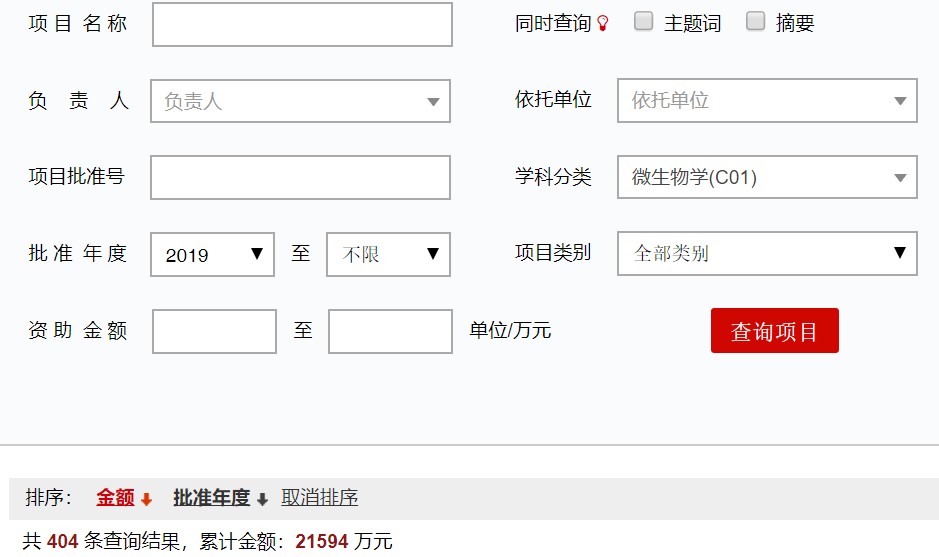 项 目 名 称 同时查询 主题词 摘要
负 责 人 负责人 依托单位 依托单位
项目批准号 学科分类 微生物学(C01)
批 准 年 度 2019 至 不限 项目类别 全部类别
资 助 金 额 至 单位/万元 查询项目
排序： 金额 批准年度 取消排序
共 404 条查询结果，累计金额：21594 万元